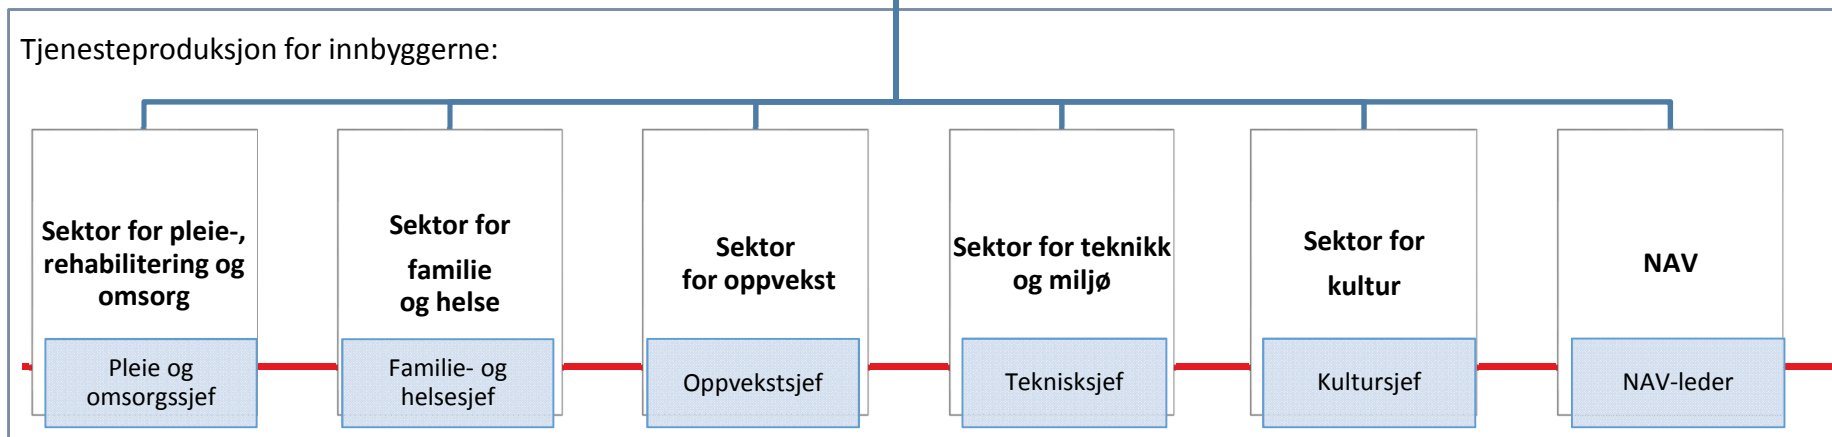 Tjenesteproduksjon for innbyggerne:
Sektor for pleie-,
rehabilitering og
omsorg
Pleie og
omsorgssjef
Sektor for
familie
og helse
Familie- og
helsesjef
Sektor
for oppvekst
Oppvekstsjef
Sektor for teknikk
og miljø
Teknisksjef
Sektor for
kultur
Kultursjef
NAV
NAV-leder